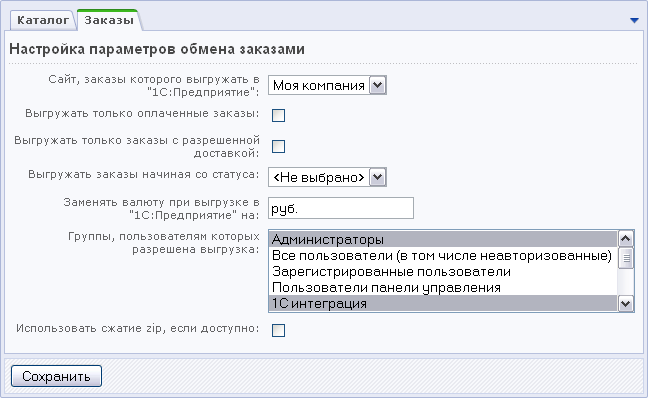 Каталог Заказы
Настройка параметров обмена заказами
Сайт, заказы которого выгружать в
"1С:Предприятие": Моя компания
Выгружать только оплаченные заказы:
Выгружать только заказы с разрешенной
доставкой:
Выгружать заказы начиная со статуса: <Не выбрано>
Заменять валюту при выгрузке в
"1С:Предприятие" на: руб.
Группы, пользователям которых
разрешена выгрузка:
Администраторы
Все пользователи (в том числе неавторизованные)
Зарегистрированные пользователи
Пользователи панели управления
1С интеграция
Использовать сжатие zip, если доступно:
Сохранить